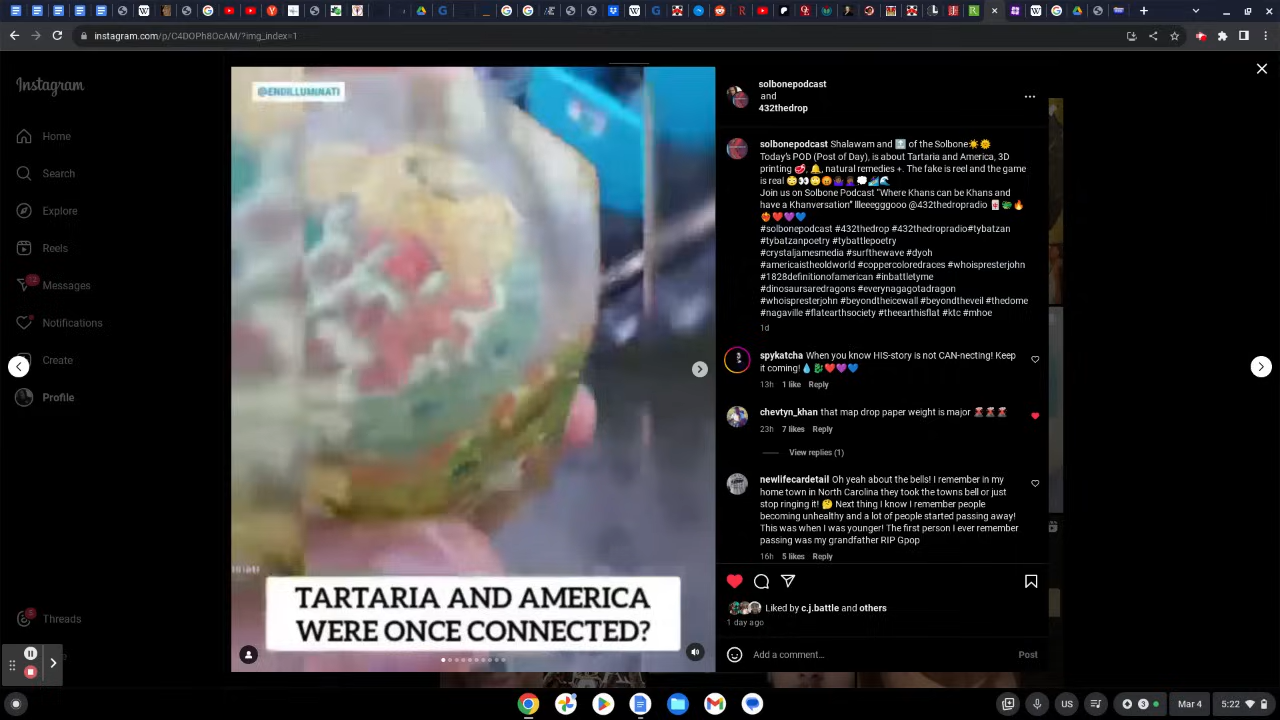 instagram.com/p/C4DOPh8OcAM/?img_index=1
Instagram
Home
Search
Explore
Reels
12
Messages
Notifications
Create
Profile
5
Threads
@ENDILLUMINATI
TARTARIA AND AMERICA
WERE ONCE CONNECTED?
solbonepodcast
and
432thedrop
solbonepodcast Shalawam and 🔝 of the Solbone☀️🌞
Today's POD (Post of Day), is about Tartaria and America, 3D
printing 🥩, 🔔, natural remedies +. The fake is reel and the game
is real
Join us on Solbone Podcast "Where Khans can be Khans and
have a Khanversation" llleeegggooo @432thedropradio
#solbonepodcast #432thedrop #432thedropradio#tybatzan
#tybatzanpoetry #tybattlepoetry
#crystaljamesmedia #surfthewave #dyoh
#americaistheoldworld #coppercoloredraces #whoispresterjohn
#1828definitionofamerican #inbattletyme
#dinosaursaredragons #everynagagotadragon
#whoispresterjohn #beyondtheicewall #beyondtheveil #thedome
#nagaville #flatearthsociety #theearthisflat #ktc #mhoe
1d
spykatcha When you know HIS-story is not CAN-necting! Keep
it coming!💧🐉❤️💜💙
13h 1 like Reply
chevtyn_khan that map drop paper weight is major 🌋🌋🌋
23h 7 likes Reply
View replies (1)
newlifecardetail Oh yeah about the bells! I remember in my
home town in North Carolina they took the towns bell or just
stop ringing it! 🤔 Next thing I know I remember people
becoming unhealthy and a lot of people started passing away!
This was when I was younger! The first person I ever remember
passing was my grandfather RIP Gpop
16h 5 likes Reply
Liked by c.j.battle and others
1 day ago
Add a comment…
Post
US
Mar 4
5:22